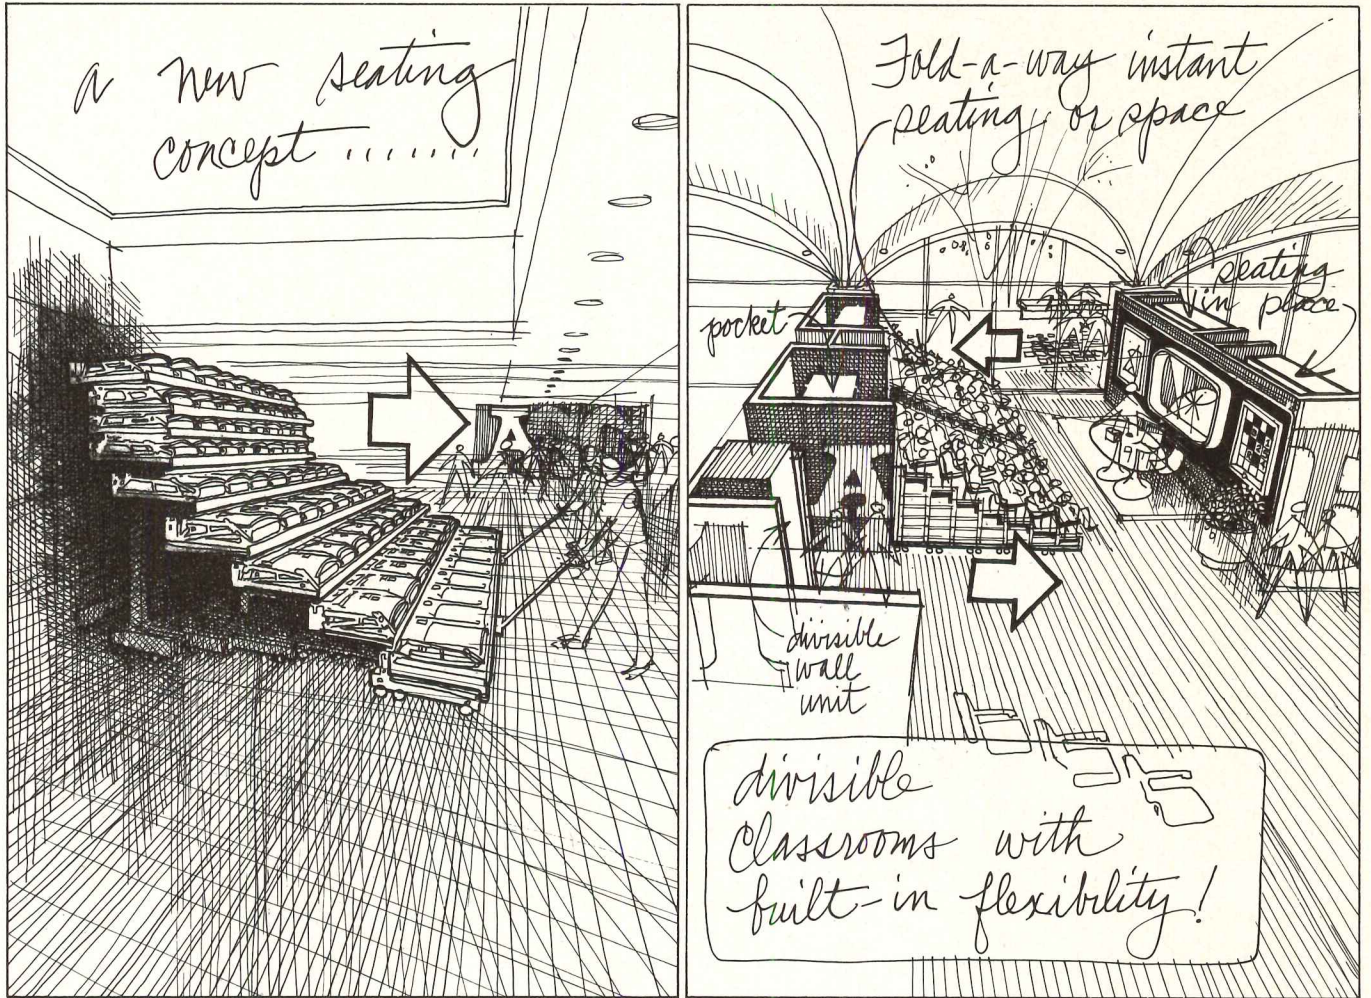 a new seating
concept .......
A
Fold-a-way instant
seating or space
seating
in place
pocket
A
divisible
wall
unit
divisible
classrooms with
built-in flexibility!